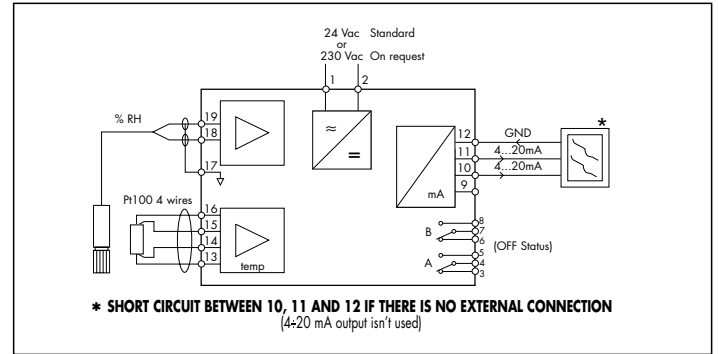 24 Vac Standard
or
230 Vac On request
1 2
% RH
19
18
17
≈
=
12 GND
11 4...20mA
10 4...20mA
9
mA
*
Pt100 4 wires
16
15
14
13
temp
B
8
7
6
(OFF Status)
A
5
4
3
* SHORT CIRCUIT BETWEEN 10, 11 AND 12 IF THERE IS NO EXTERNAL CONNECTION
(4÷20 mA output isn't used)